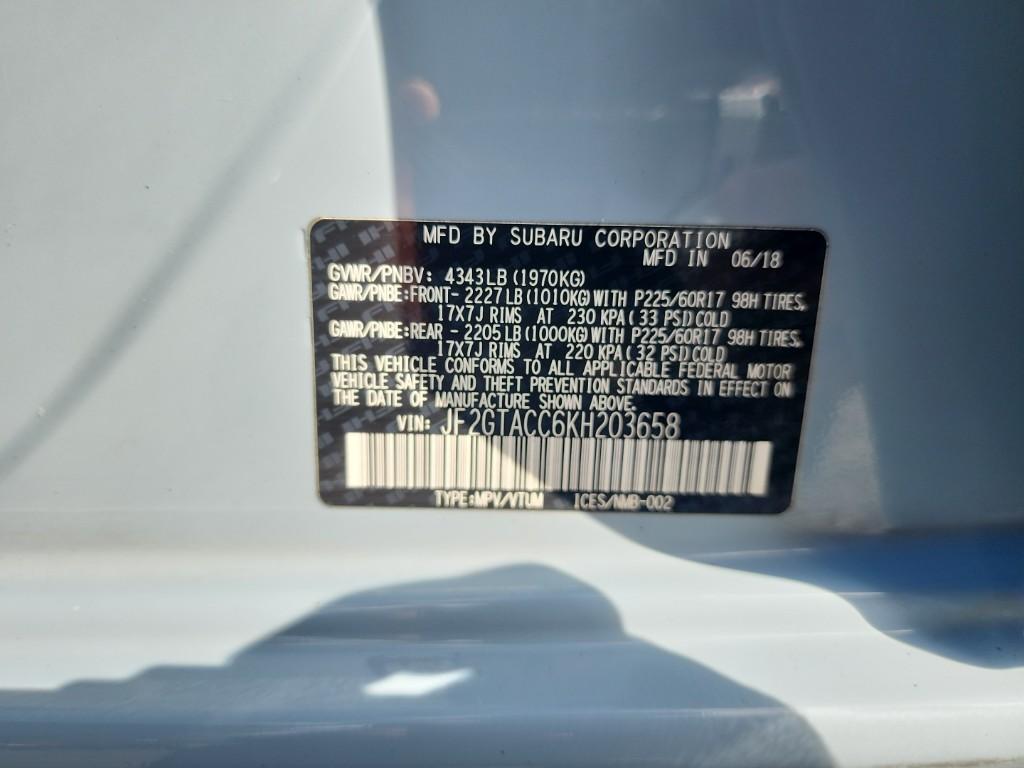 MFD BY SUBARU CORPORATION
MFD IN 06/18
GVWR/PNBV: 4343LB (1970KG)
GAWR/PNBE:FRONT- 2227LB (1010KG) WITH P225/60R17 98H TIRES,
17X7J RIMS AT 230 KPA ( 33 PSI) COLD
GAWR/PNBE:REAR - 2205LB (1000KG) WITH P225/60R17 98H TIRES,
17X7J RIMS AT 220 KPA ( 32 PSI) COLD
THIS VEHICLE CONFORMS TO ALL APPLICABLE FEDERAL MOTOR
VEHICLE SAFETY AND THEFT PREVENTION STANDARDS IN EFFECT ON
THE DATE OF MANUFACTURE SHOWN ABOVE.
VIN: JF2GTACC6KH203658
TYPE:MPV/VTUM ICES/NMB-002